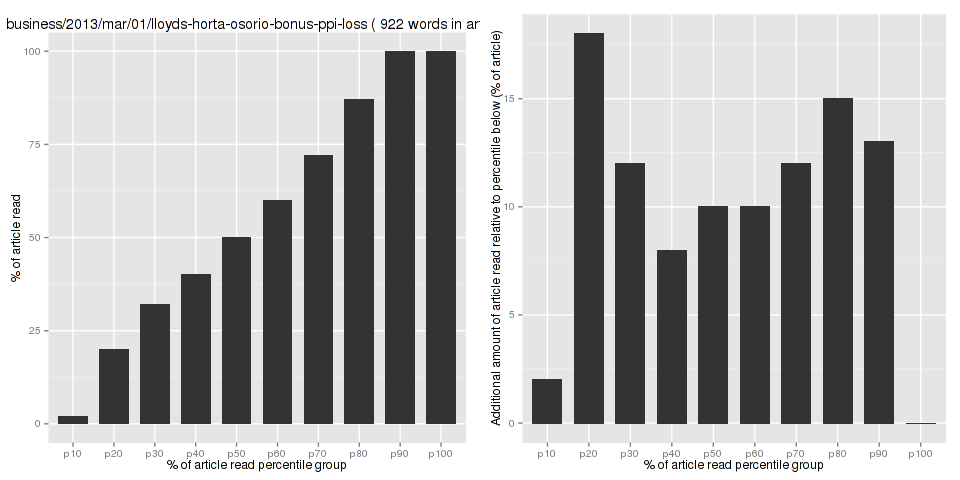 business/2013/mar/01/lloyds-horta-osorio-bonus-ppi-loss ( 922 words in ar
% of article read
100
75
50
25
0
p10 p20 p30 p40 p50 p60 p70 p80 p90 p100
% of article read percentile group
Additional amount of article read relative to percentile below (% of article)
15
10
5
0
p10 p20 p30 p40 p50 p60 p70 p80 p90 p100
% of article read percentile group